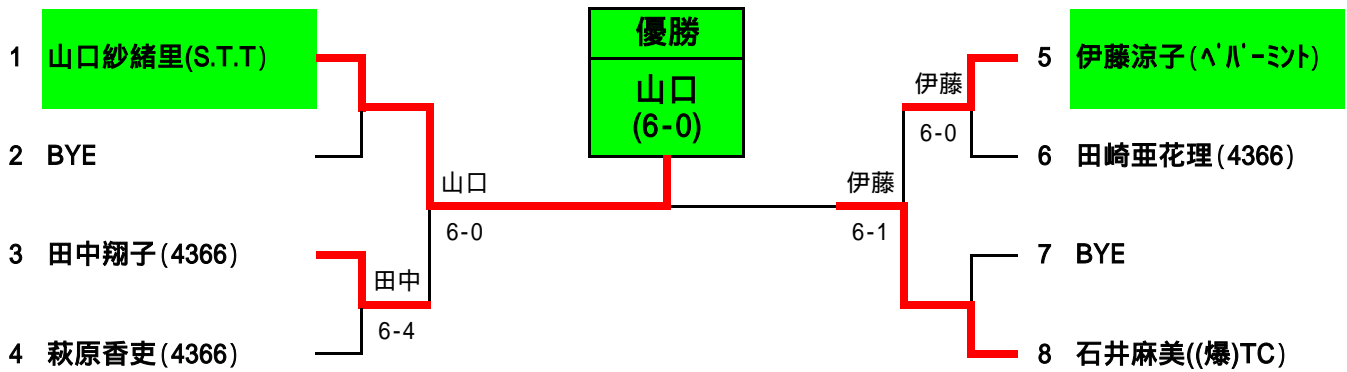 優勝
山口
(6-0)
1 山口紗緒里(S.T.T)
2 BYE
3 田中翔子(4366)
4 萩原香吏(4366)
山口
6-0
田中
6-4
伊藤
6-0
伊藤
6-1
5 伊藤涼子(ﾍﾟﾊﾟｰﾐﾝﾄ)
6 田崎亜花理(4366)
7 BYE
8 石井麻美((爆)TC)